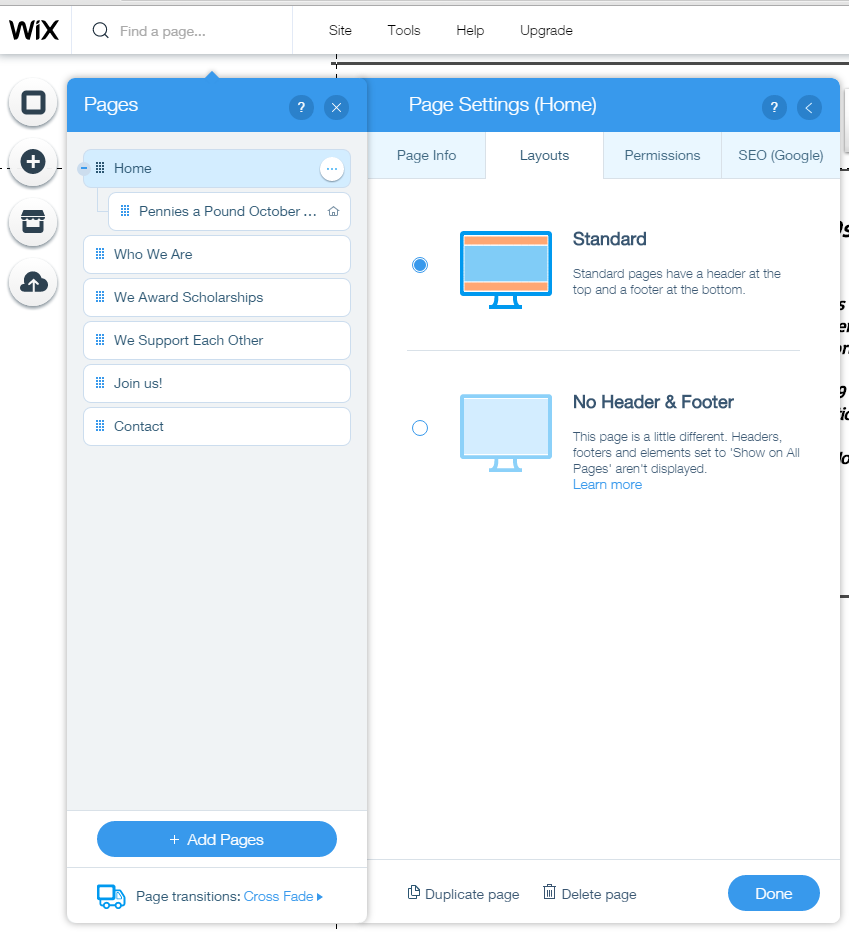 WiX
Find a page...
Site Tools Help Upgrade
Pages ?
Page Settings (Home) ?
Home ...
Pennies a Pound October ...
Who We Are
We Award Scholarships
We Support Each Other
Join us!
Contact
+ Add Pages
Page transitions: Cross Fade
Page Info Layouts Permissions SEO (Google)
Standard
Standard pages have a header at the
top and a footer at the bottom.
No Header & Footer
This page is a little different. Headers,
footers and elements set to 'Show on All
Pages' aren't displayed.
Learn more
Duplicate page Delete page Done